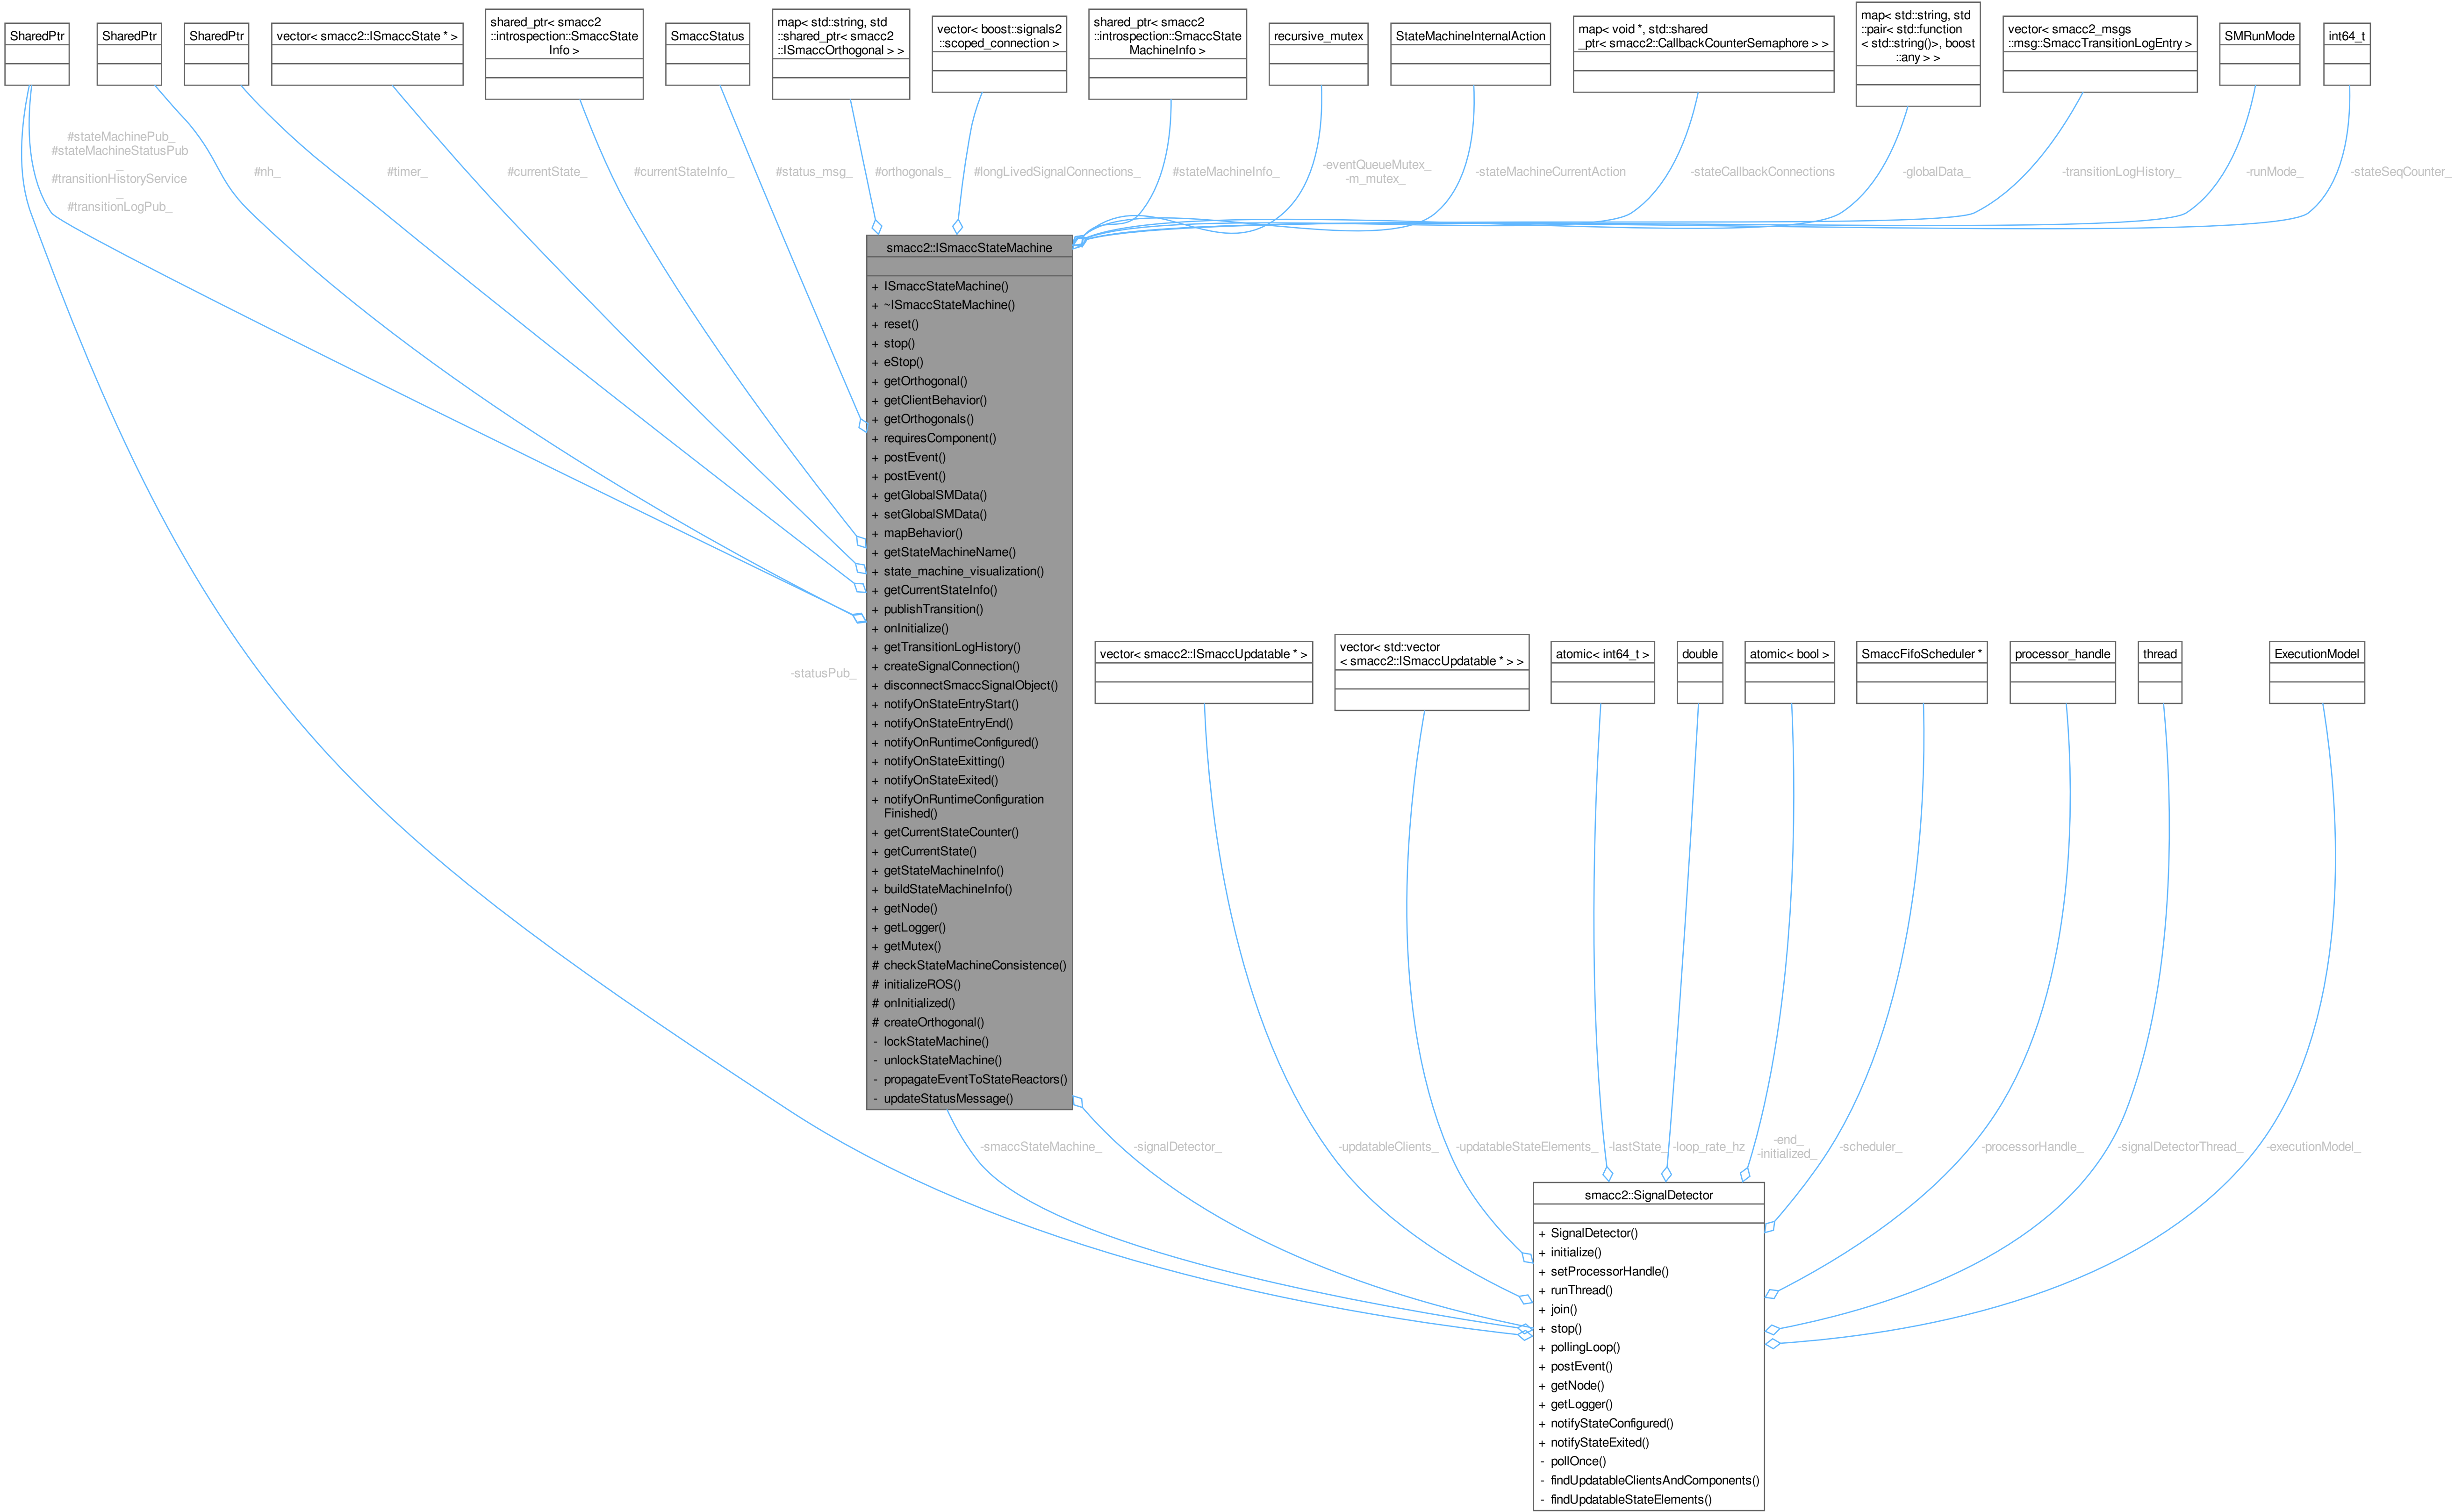 SharedPtr
SharedPtr
SharedPtr
vector< smacc2::ISmaccState * >
shared_ptr< smacc2
::introspection::SmaccState
Info >
SmaccStatus
map< std::string, std
::shared_ptr< smacc2
::ISmaccOrthogonal > >
vector< boost::signals2
::scoped_connection >
shared_ptr< smacc2
::introspection::SmaccState
MachineInfo >
recursive_mutex
StateMachineInternalAction
map< void *, std::shared
_ptr< smacc2::CallbackCounterSemaphore > >
map< std::string, std
::pair< std::function
< std::string()>, boost
::any > >
vector< smacc2_msgs
::msg::SmaccTransitionLogEntry >
SMRunMode
int64_t
#stateMachinePub_
#stateMachineStatusPub
_
#transitionHistoryService
_
#transitionLogPub_
#nh_
#timer_
#currentState_
#currentStateInfo_
#status_msg_
#orthogonals_
#longLivedSignalConnections_
#stateMachineInfo_
-eventQueueMutex_
-m_mutex_
-stateMachineCurrentAction
-stateCallbackConnections
-globalData_
-transitionLogHistory_
-runMode_
-stateSeqCounter_
smacc2::ISmaccStateMachine
+ ISmaccStateMachine()
+ ~ISmaccStateMachine()
+ reset()
+ stop()
+ eStop()
+ getOrthogonal()
+ getClientBehavior()
+ getOrthogonals()
+ requiresComponent()
+ postEvent()
+ postEvent()
+ getGlobalSMData()
+ setGlobalSMData()
+ mapBehavior()
+ getStateMachineName()
+ state_machine_visualization()
+ getCurrentStateInfo()
+ publishTransition()
+ onInitialize()
+ getTransitionLogHistory()
+ createSignalConnection()
+ disconnectSmaccSignalObject()
+ notifyOnStateEntryStart()
+ notifyOnStateEntryEnd()
+ notifyOnRuntimeConfigured()
+ notifyOnStateExitting()
+ notifyOnStateExited()
+ notifyOnRuntimeConfiguration
Finished()
+ getCurrentStateCounter()
+ getCurrentState()
+ getStateMachineInfo()
+ buildStateMachineInfo()
+ getNode()
+ getLogger()
+ getMutex()
# checkStateMachineConsistence()
# initializeROS()
# onInitialized()
# createOrthogonal()
- lockStateMachine()
- unlockStateMachine()
- propagateEventToStateReactors()
- updateStatusMessage()
-statusPub_
vector< smacc2::ISmaccUpdatable * >
vector< std::vector
< smacc2::ISmaccUpdatable * > >
atomic< int64_t >
double
atomic< bool >
SmaccFifoScheduler *
processor_handle
thread
ExecutionModel
-smaccStateMachine_
-signalDetector_
-updatableClients_
-updatableStateElements_
-lastState_
-loop_rate_hz
-end_
-initialized_
-scheduler_
-processorHandle_
-signalDetectorThread_
-executionModel_
smacc2::SignalDetector
+ SignalDetector()
+ initialize()
+ setProcessorHandle()
+ runThread()
+ join()
+ stop()
+ pollingLoop()
+ postEvent()
+ getNode()
+ getLogger()
+ notifyStateConfigured()
+ notifyStateExited()
- pollOnce()
- findUpdatableClientsAndComponents()
- findUpdatableStateElements()